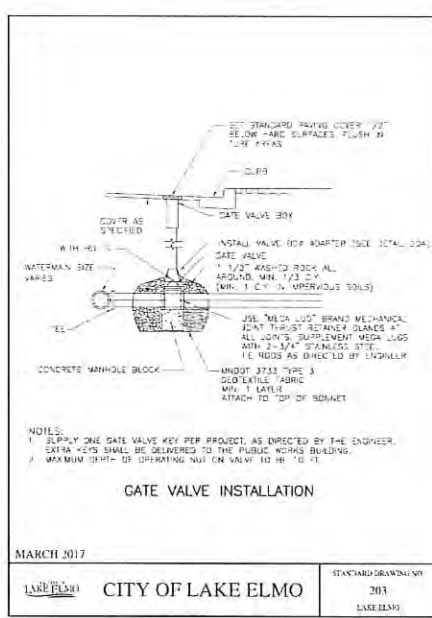 SET STANDARD PAVING COVER 1/2"
BELOW HARD SURFACES, FLUSH IN
TURF AREAS
CURB
GATE VALVE BOX
COVER AS
SPECIFIED
INSTALL VALVE BOX ADAPTER (SEE DETAIL 204)
GATE VALVE
1 1/2" WASHED ROCK ALL
AROUND, MIN. 1/3 C.Y.
(MIN. 1 C.Y. IN IMPERVIOUS SOILS)
WITH
WATERMAIN SIZE
VARIES
TEE
USE "MEGA LUG" BRAND MECHANICAL
JOINT THRUST RETAINER GLANDS AT
ALL JOINTS. SUPPLEMENT MEGA LUGS
WITH 2-3/4" STAINLESS STEEL
TIE RODS AS DIRECTED BY ENGINEER
CONCRETE MANHOLE BLOCK
MNDOT 3733 TYPE 3
GEOTEXTILE FABRIC
MIN. 1 LAYER
ATTACH TO TOP OF BONNET
NOTES:
1. SUPPLY ONE GATE VALVE KEY PER PROJECT, AS DIRECTED BY THE ENGINEER.
EXTRA KEYS SHALL BE DELIVERED TO THE PUBLIC WORKS BUILDING.
2. MAXIMUM DEPTH OF OPERATING NUT ON VALVE TO BE FT.
GATE VALVE INSTALLATION
MARCH 2017
LAKE ELMO
CITY OF LAKE ELMO
STANDARD DRAWING NO.
203
LAKE ELMO